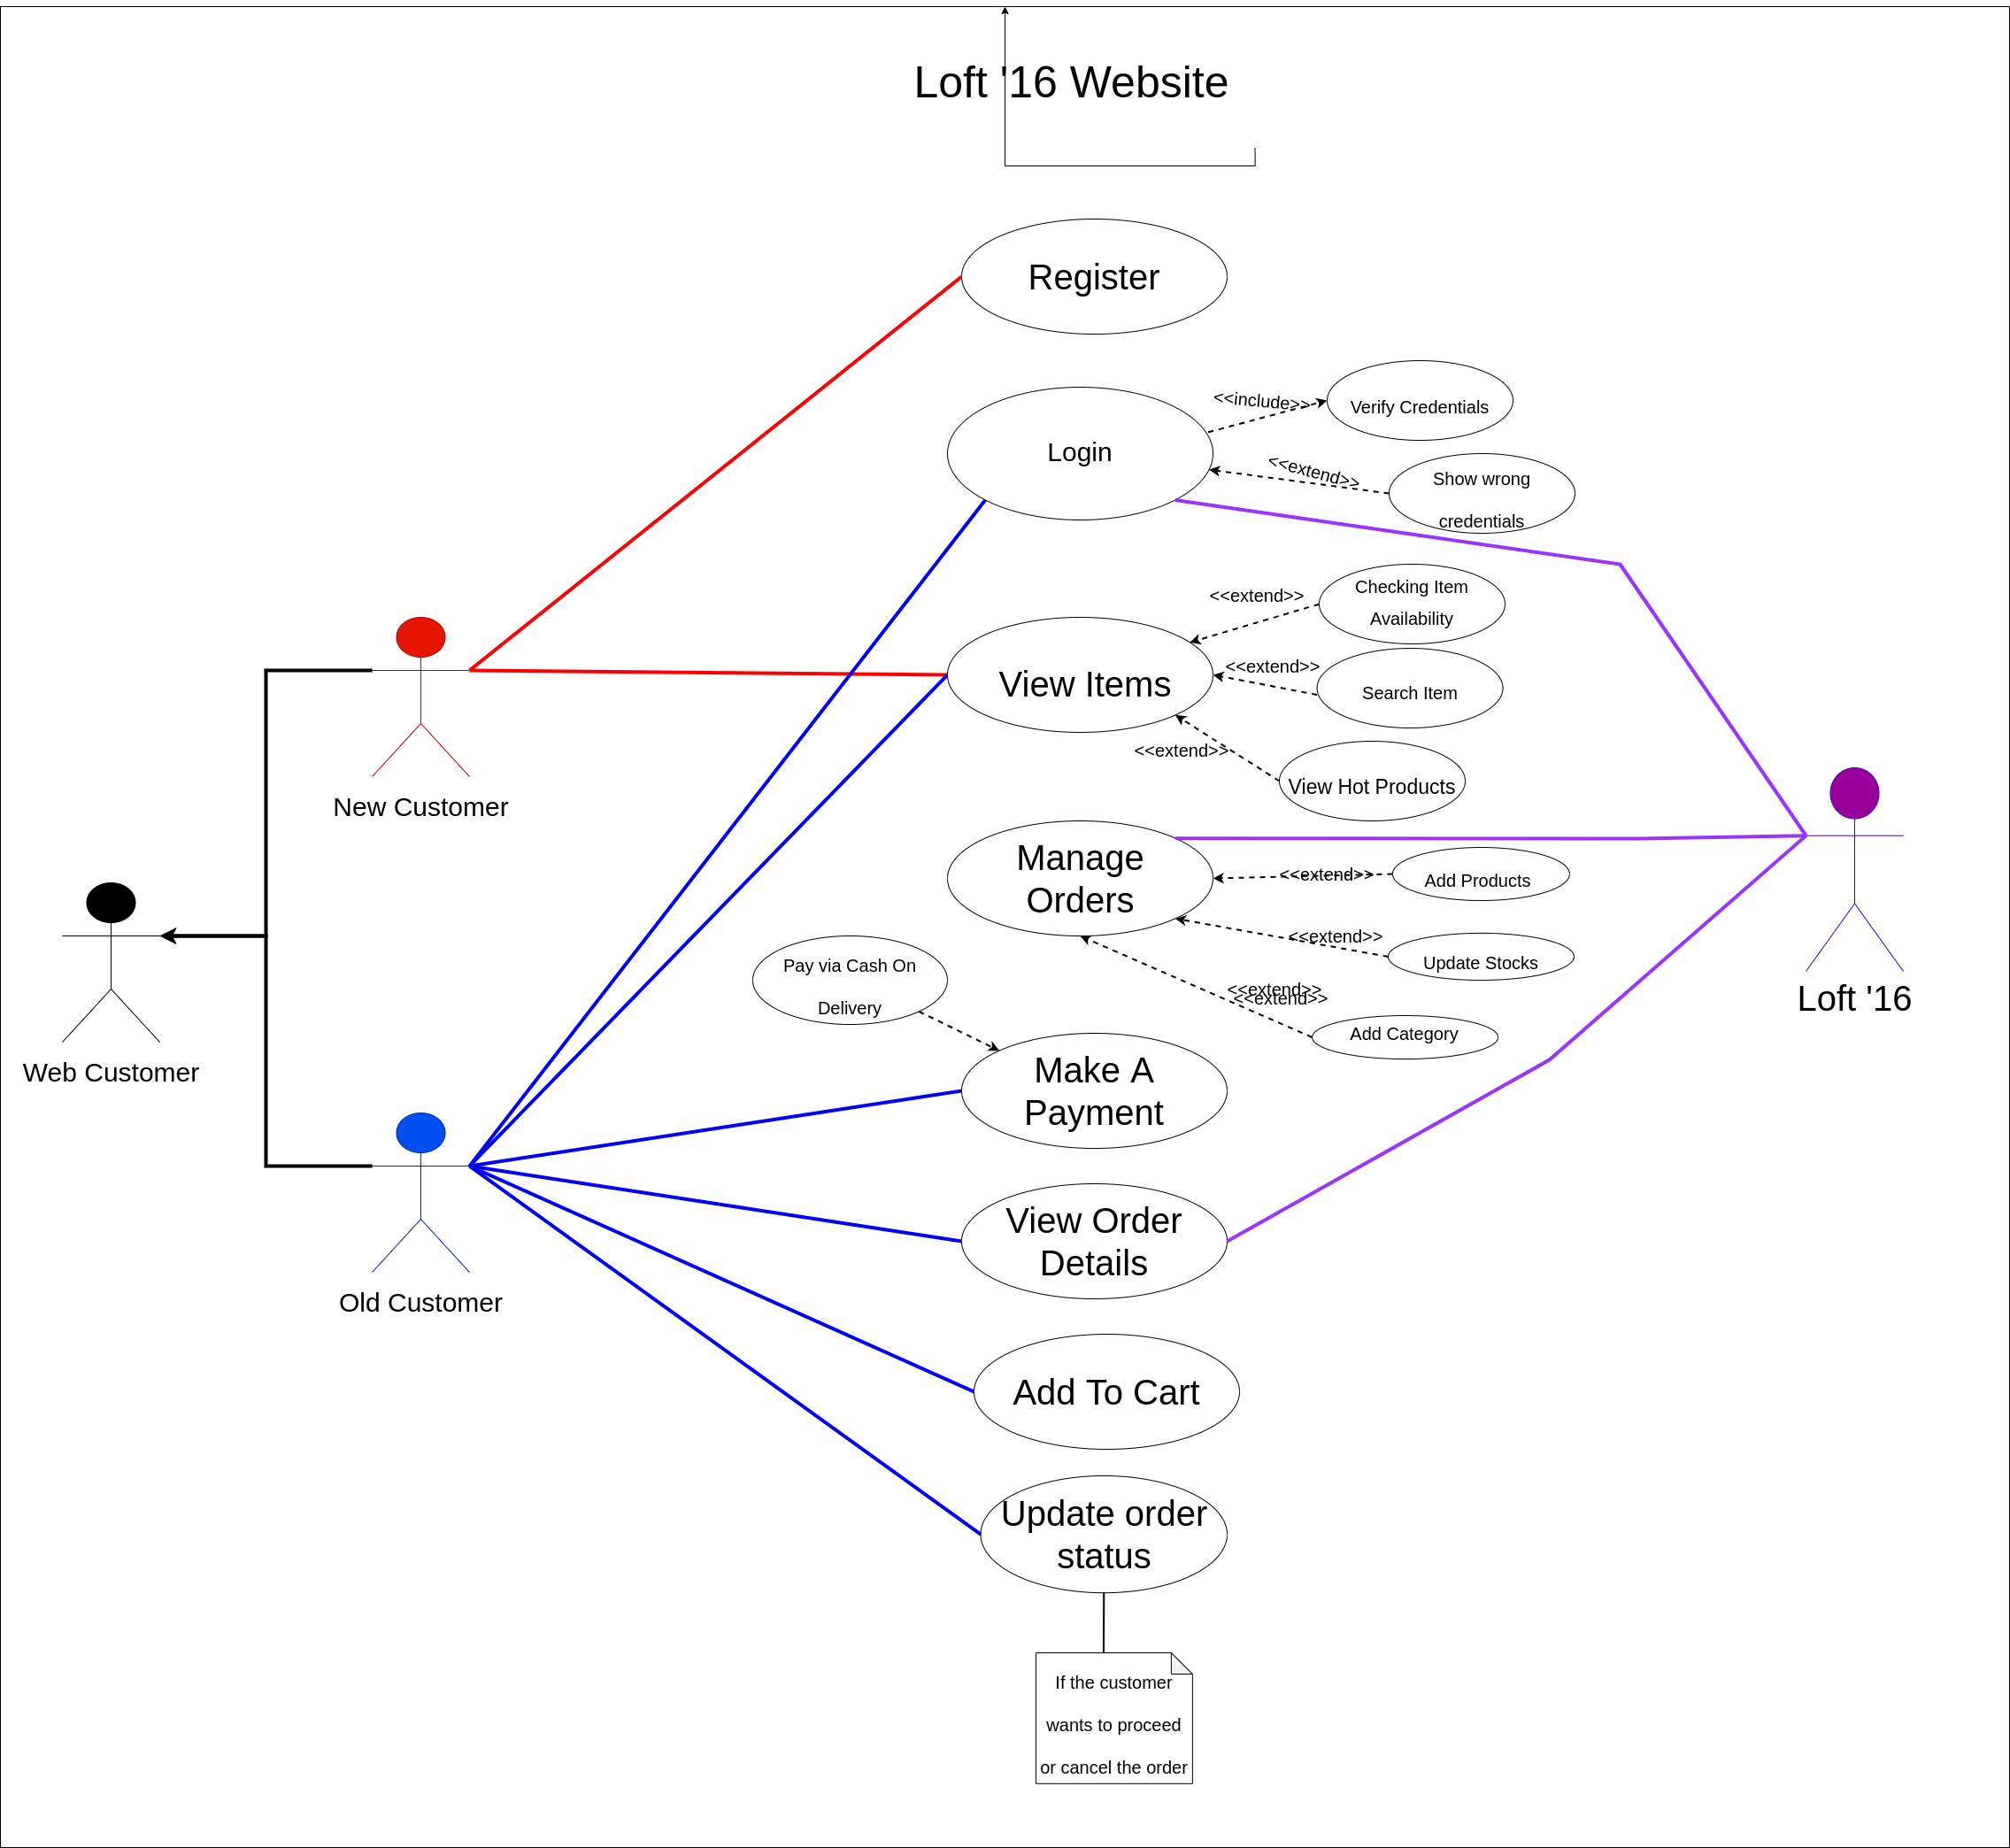 Loft '16 Website
Register
<<include>>
Verify Credentials
Login
<<extend>>
Show wrong
credentials
<<extend>>
Checking Item
Availability
View Items
<<extend>>
Search Item
<<extend>>
View Hot Products
New Customer
Manage
Orders
<<extend>>
Add Products
<<extend>>
Update Stocks
<<extend>>
<<extend>>
Add Category
Loft '16
Pay via Cash On
Delivery
Web Customer
Make A
Payment
View Order
Details
Old Customer
Add To Cart
Update order
status
If the customer
wants to proceed
or cancel the order